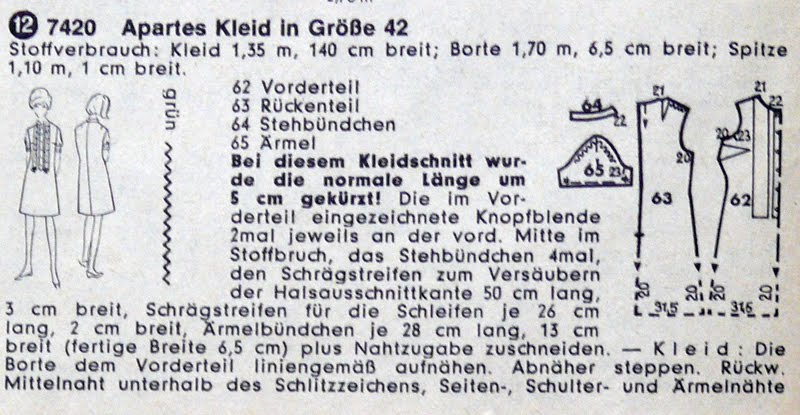 12 7420 Apartes Kleid in Größe 42
Stoffverbrauch: Kleid 1,35 m, 140 cm breit; Borte 1,70 m, 6,5 cm breit; Spitze
1,10 m, 1 cm breit.
grün
62 Vorderteil
63 Rückenteil
64 Stehbündchen
65 Ärmel
Bei diesem Kleidschnitt wur-
de die normale Länge um
5 cm gekürzt! Die im Vor-
derteil eingezeichnete Knopfblende
2mal jeweils an der vord. Mitte im
Stoffbruch, das Stehbündchen 4mal,
den Schrägstreifen zum Versäubern
der Halsausschnittkante 50 cm lang,
3 cm breit, Schrägstreifen für die Schleifen je 26 cm
lang, 2 cm breit, Ärmelbündchen je 28 cm lang, 13 cm
breit (fertige Breite 6,5 cm) plus Nahtzugabe zuschneiden. — Kleid: Die
Borte dem Vorderteil liniengemäß aufnähen. Abnäher steppen. Rückw.
Mittelnaht unterhalb des Schlitzzeichens, Seiten-, Schulter- und Ärmelnähte
64
22
65
23
21
20
63
20
20
31,5
21
22
20
23
62
20
20
31,5